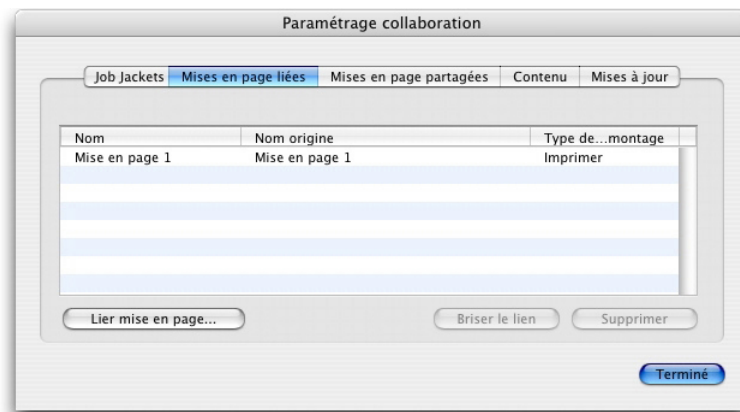 Paramétrage collaboration
Job Jackets Mises en page liées Mises en page partagées Contenu Mises à jour
Nom Nom origine Type de...montage
Mise en page 1 Mise en page 1 Imprimer
Lier mise en page... Briser le lien Supprimer
Terminé